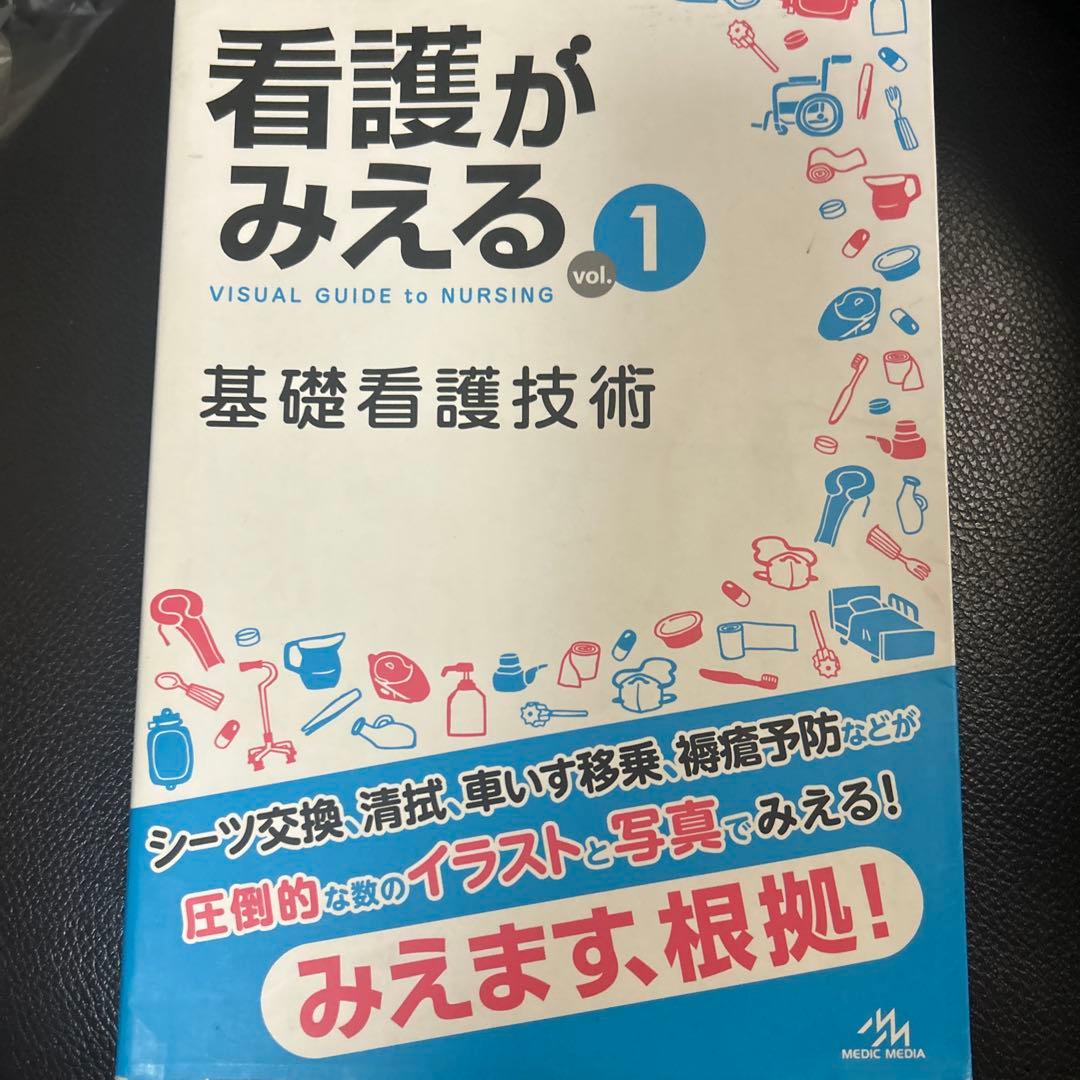 看護が
みえる
vol.1
VISUAL GUIDE to NURSING
基礎看護技術
シーツ交換、清拭、車いす移乗、褥瘡予防などが
圧倒的な数のイラストと写真でみえる!
みえます、根拠!
MEDIC MEDIA